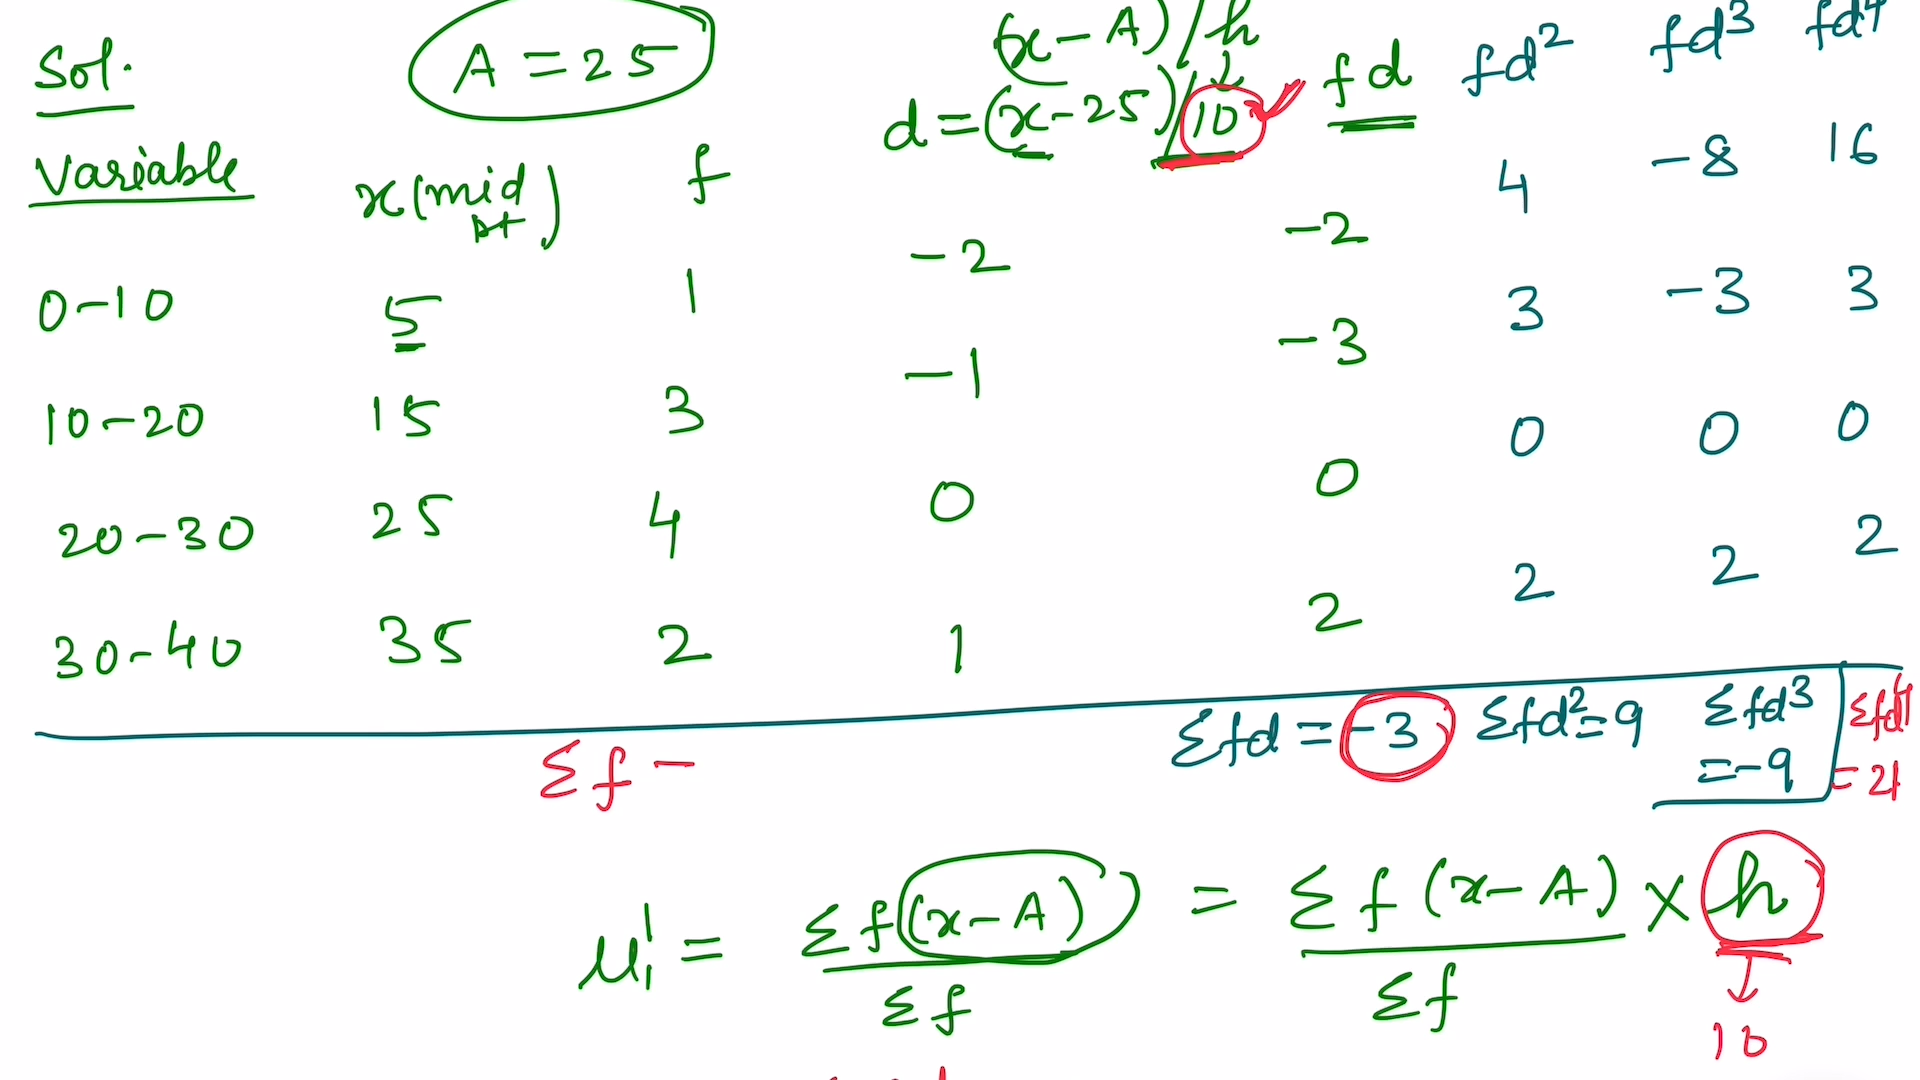 Sol.
A = 25
(x - A)/h
d = (x - 25)/10
fd
fd²
fd³
fd⁴
Variable x(mid pt) f
0-10 5 1 -2 -2 4 -8 16
10-20 15 3 -1 -3 3 -3 3
20-30 25 4 0 0 0 0 0
30-40 35 2 1 2 2 2 2
Σf - Σfd = -3 Σfd² = 9 Σfd³ = -9 Σfd⁴ = 21
μ₁' = Σf(x - A) / Σf = Σf(x - A) / Σf × h
10